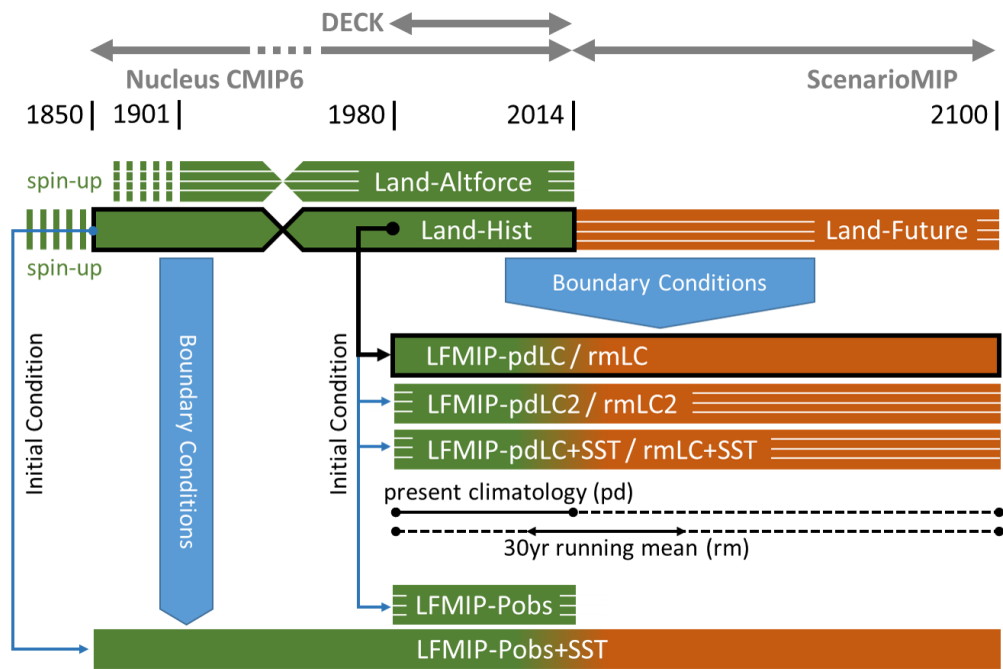 DECK
Nucleus CMIP6
ScenarioMIP
1850
1901
1980
2014
2100
spin-up
Land-Altforce
Land-Hist
Land-Future
spin-up
Boundary Conditions
Initial Condition
Boundary Conditions
Initial Condition
LFMIP-pdLC / rmLC
LFMIP-pdLC2 / rmLC2
LFMIP-pdLC+SST / rmLC+SST
present climatology (pd)
30yr running mean (rm)
LFMIP-Pobs
LFMIP-Pobs+SST